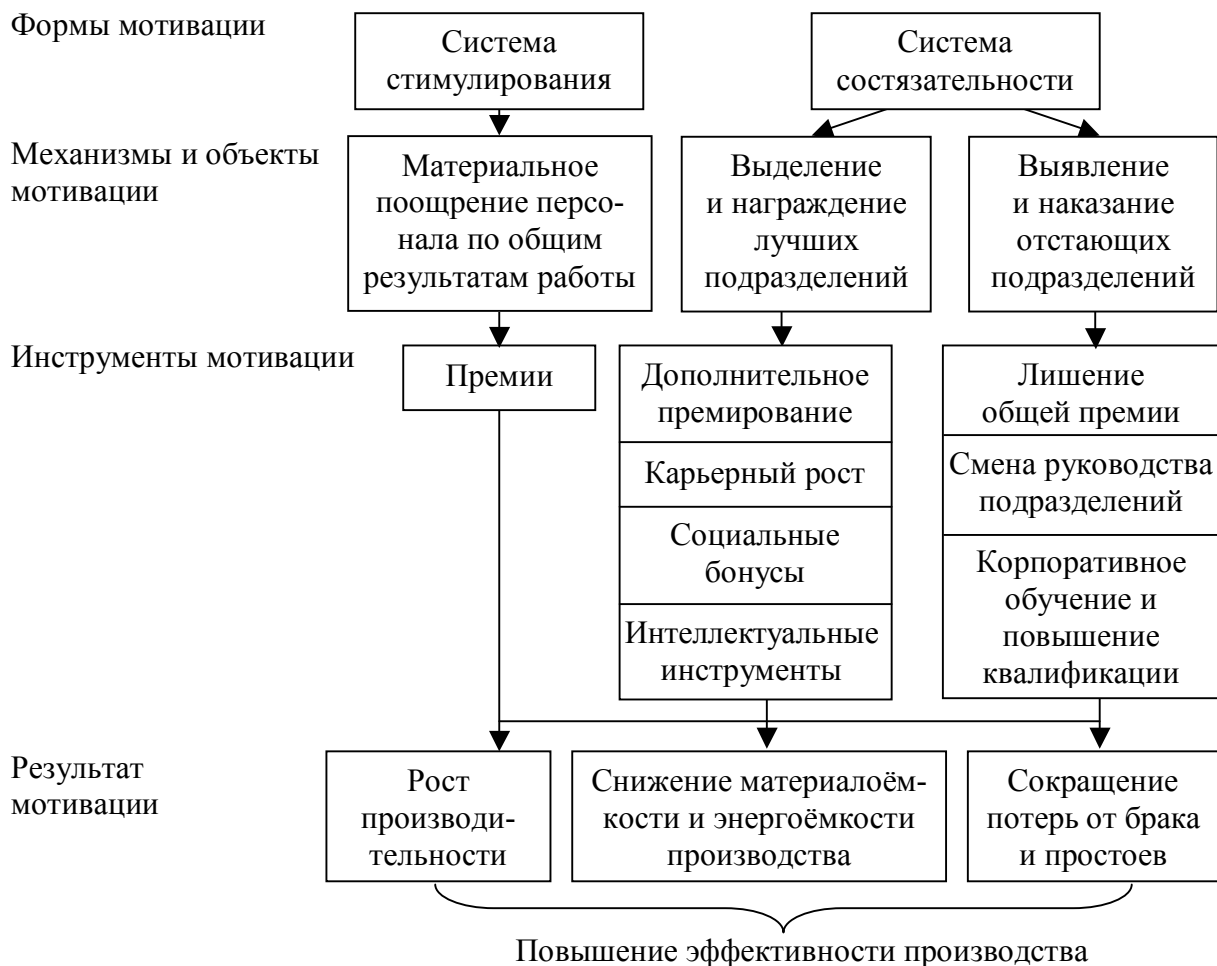 Формы мотивации
Система
стимулирования
Система
состязательности
Механизмы и объекты
мотивации
Материальное
поощрение персо-
нала по общим
результатам работы
Выделение
и награждение
лучших
подразделений
Выявление
и наказание
отстающих
подразделений
Инструменты мотивации
Премии
Дополнительное
премирование
Карьерный рост
Социальные
бонусы
Интеллектуальные
инструменты
Лишение
общей премии
Смена руководства
подразделений
Корпоративное
обучение и
повышение
квалификации
Результат
мотивации
Рост
производи-
тельности
Снижение материалоём-
кости и энергоёмкости
производства
Сокращение
потерь от брака
и простоев
Повышение эффективности производства